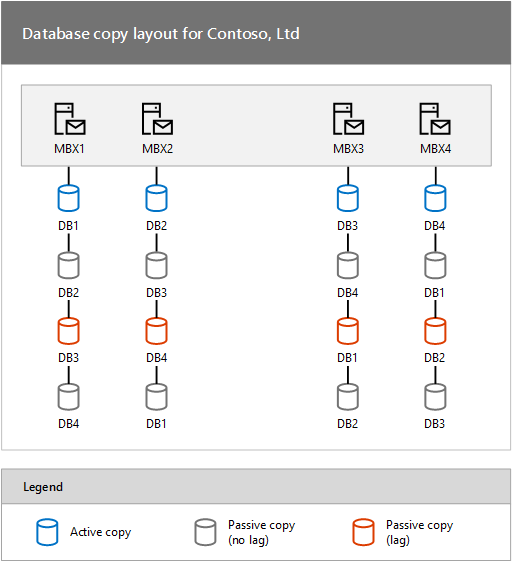 Database copy layout for Contoso, Ltd
MBX1 MBX2 MBX3 MBX4
DB1 DB2 DB3 DB4
DB2 DB3 DB4 DB1
DB3 DB4 DB1 DB2
DB4 DB1 DB2 DB3
Legend
Active copy
Passive copy
(no lag)
Passive copy
(lag)